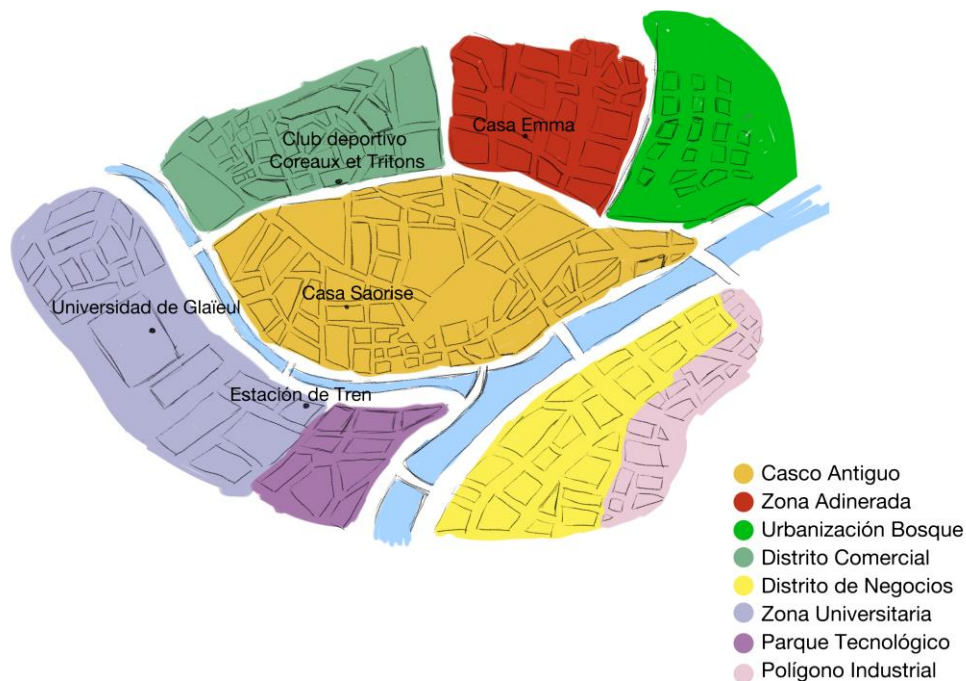 Casa Emma
Club deportivo
Coreaux et Tritons
Casa Saorise
Universidad de Glaïeul
Estación de Tren
Casco Antiguo
Zona Adinerada
Urbanización Bosque
Distrito Comercial
Distrito de Negocios
Zona Universitaria
Parque Tecnológico
Polígono Industrial